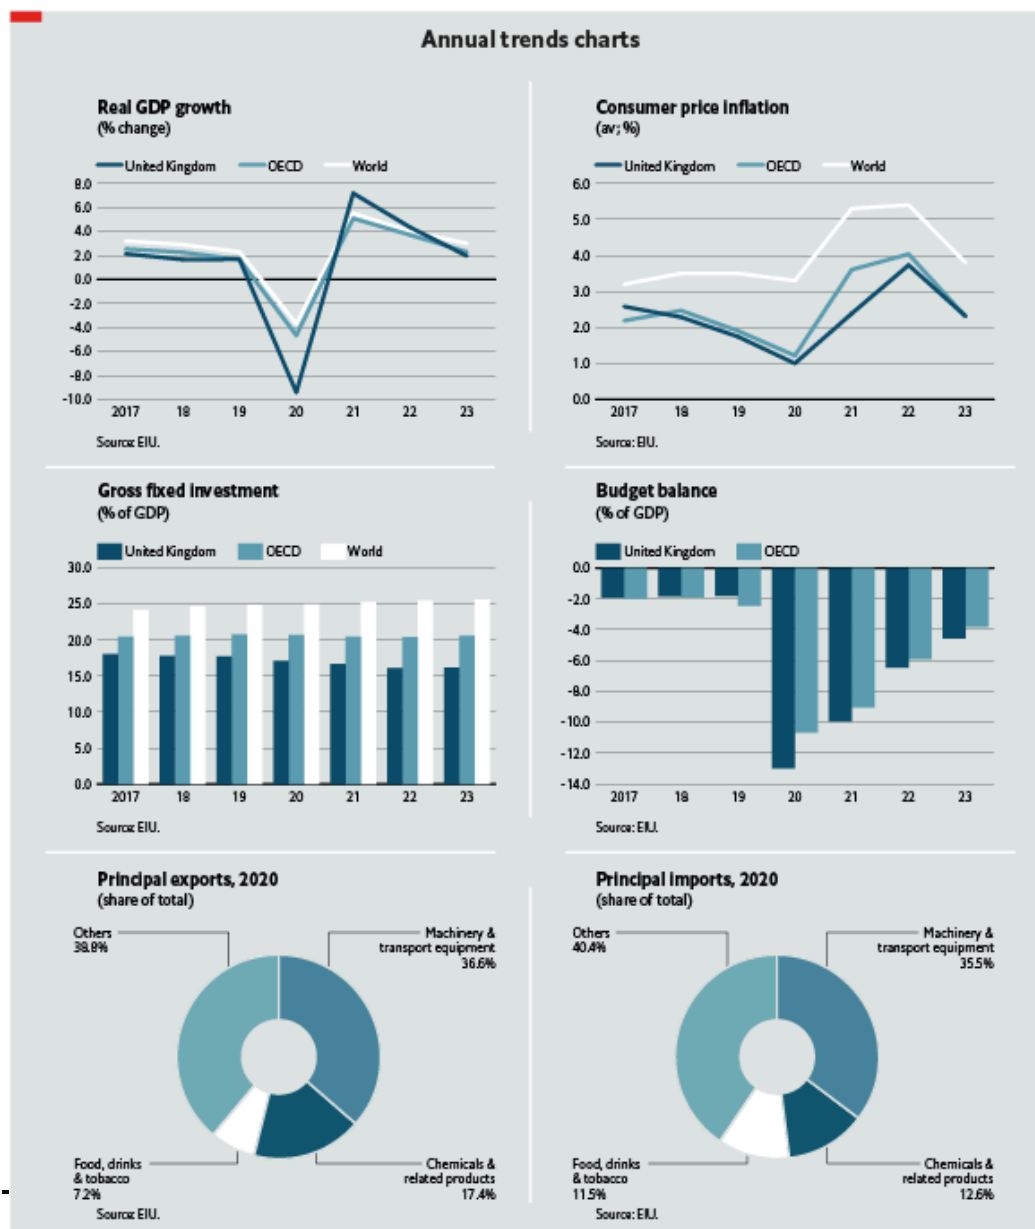 Annual trends charts
Real GDP growth
(% change)
United Kingdom OECD World
8.0
6.0
4.0
2.0
0.0
-2.0
-4.0
-6.0
-8.0
-10.0
2017 18 19 20 21 22 23
Source: EIU.
Consumer price inflation
(av; %)
United Kingdom OECD World
6.0
5.0
4.0
3.0
2.0
1.0
0.0
2017 18 19 20 21 22 23
Source: EIU.
Gross fixed investment
(% of GDP)
United Kingdom OECD World
30.0
25.0
20.0
15.0
10.0
5.0
0.0
2017 18 19 20 21 22 23
Source: EIU.
Budget balance
(% of GDP)
United Kingdom OECD
0.0
-2.0
-4.0
-6.0
-8.0
-10.0
-12.0
-14.0
2017 18 19 20 21 22 23
Source: EIU.
Principal exports, 2020
(share of total)
Others
38.8%
Machinery &
transport equipment
36.6%
Food, drinks
& tobacco
7.2%
Chemicals &
related products
17.4%
Source: EIU.
Principal imports, 2020
(share of total)
Others
40.4%
Machinery &
transport equipment
35.5%
Food, drinks
& tobacco
11.5%
Chemicals &
related products
12.6%
Source: EIU.